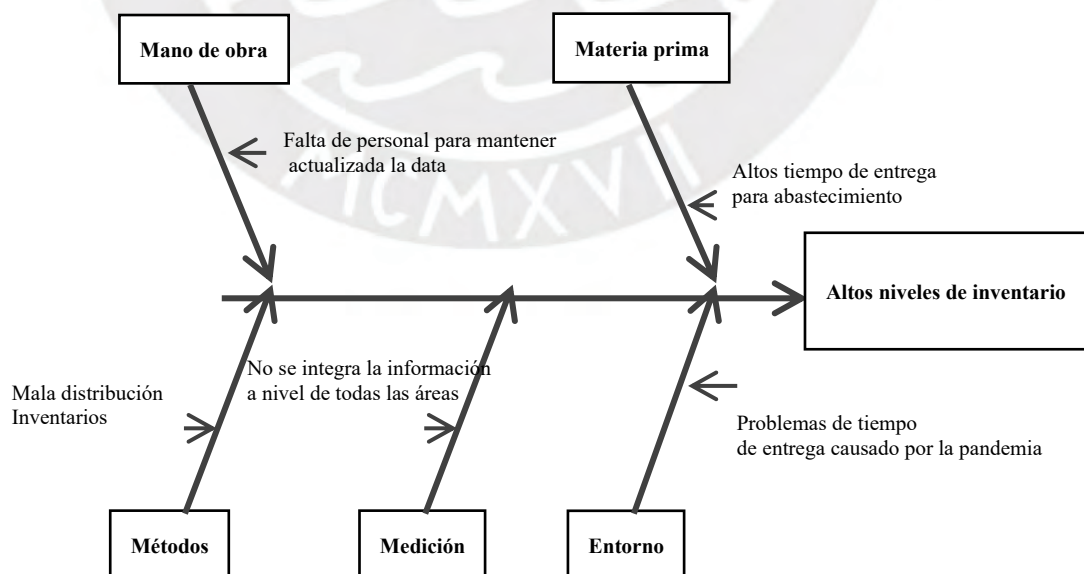 Mano de obra
Materia prima
Falta de personal para mantener
actualizada la data
Altos tiempo de entrega
para abastecimiento
Altos niveles de inventario
No se integra la información
a nivel de todas las áreas
Mala distribución
Inventarios
Problemas de tiempo
de entrega causado por la pandemia
Métodos
Medición
Entorno
MCMXVII